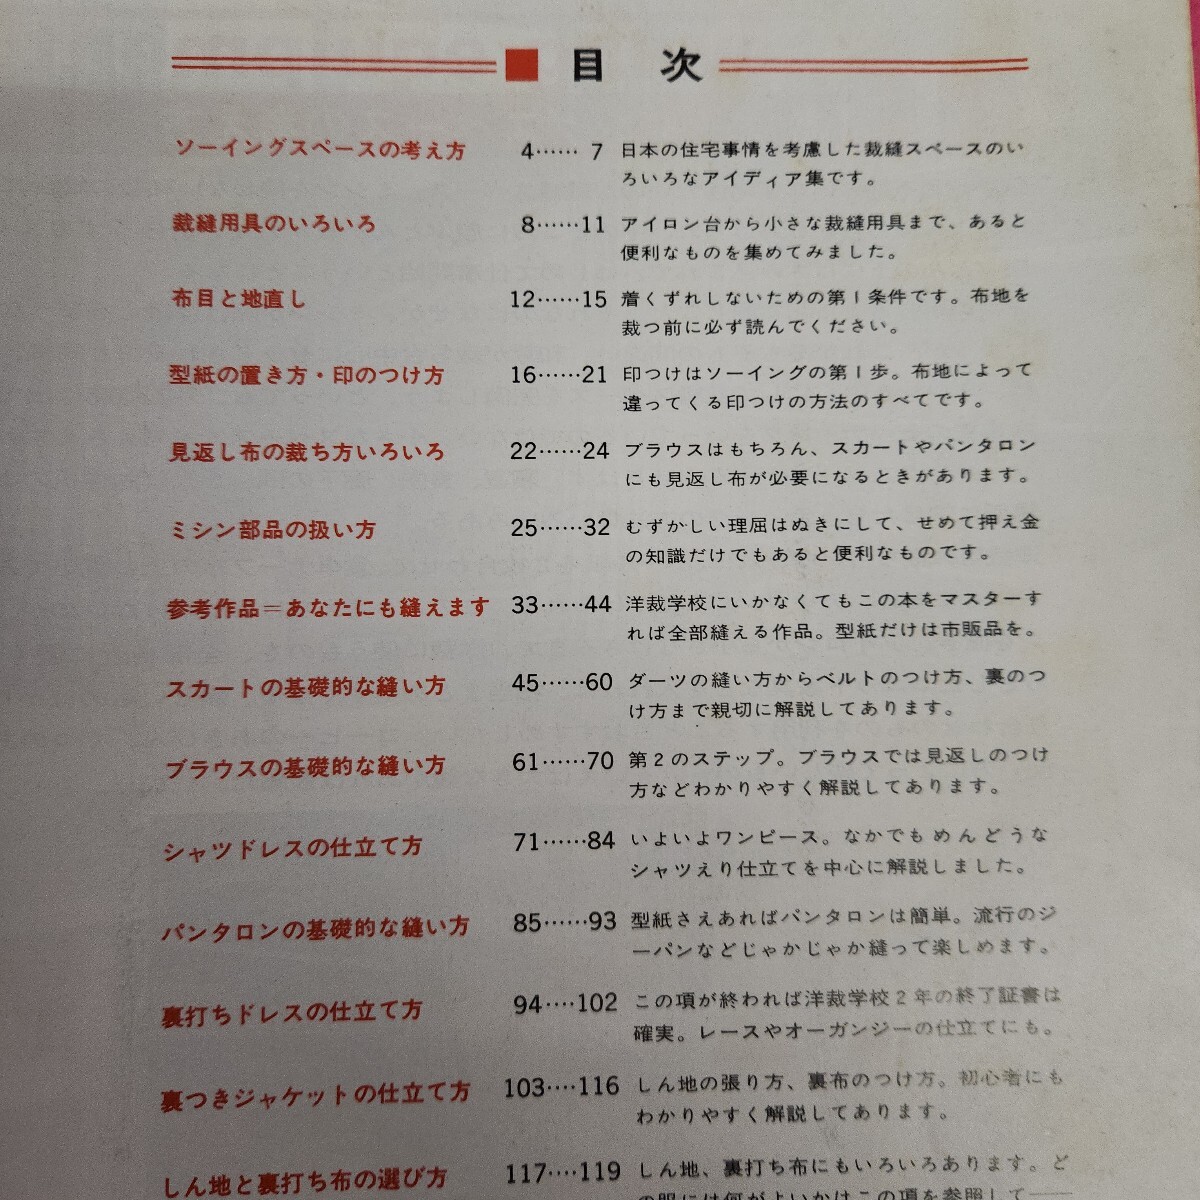 目 次
ソーイングスペースの考え方 4…… 7 日本の住宅事情を考慮した裁縫スペースのい
ろいろなアイディア集です。
裁縫用具のいろいろ 8……11 アイロン台から小さな裁縫用具まで、あると
便利なものを集めてみました。
布目と地直し 12……15 着くずれしないための第1条件です。布地を
裁つ前に必ず読んでください。
型紙の置き方・印のつけ方 16……21 印つけはソーイングの第1歩。布地によって
違ってくる印つけの方法のすべてです。
見返し布の裁ち方いろいろ 22……24 ブラウスはもちろん、スカートやパンタロン
にも見返し布が必要になるときがあります。
ミシン部品の扱い方 25……32 むずかしい理屈はぬきにして、せめて押え金
の知識だけでもあると便利なものです。
参考作品＝あなたにも縫えます 33……44 洋裁学校にいかなくてもこの本をマスターす
れば全部縫える作品。型紙だけは市販品を。
スカートの基礎的な縫い方 45……60 ダーツの縫い方からベルトのつけ方、裏のつ
け方まで親切に解説してあります。
ブラウスの基礎的な縫い方 61……70 第2のステップ。ブラウスでは見返しのつけ
方などわかりやすく解説してあります。
シャツドレスの仕立て方 71……84 いよいよワンピース。なかでもめんどうな
シャツえり仕立てを中心に解説しました。
パンタロンの基礎的な縫い方 85……93 型紙さえあればパンタロンは簡単。流行のジ
ーパンなどじゃかじゃか縫って楽しめます。
裏打ちドレスの仕立て方 94‥‥102 この項が終われば洋裁学校2年の終了証書は
確実。レースやオーガンジーの仕立てにも。
裏つきジャケットの仕立て方 103‥‥116 しん地の張り方、裏布のつけ方。初心者にも
わかりやすく解説してあります。
しん地と裏打ち布の選び方 117‥‥119 しん地、裏打ち布にもいろいろあります。ど
の服には何がよいかはこの項を参照して——